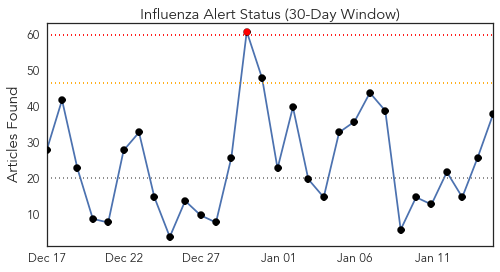 Influenza Alert Status (30-Day Window)
Articles Found
60
50
40
30
20
10
Dec 17
Dec 22
Dec 27
Jan 01
Jan 06
Jan 11